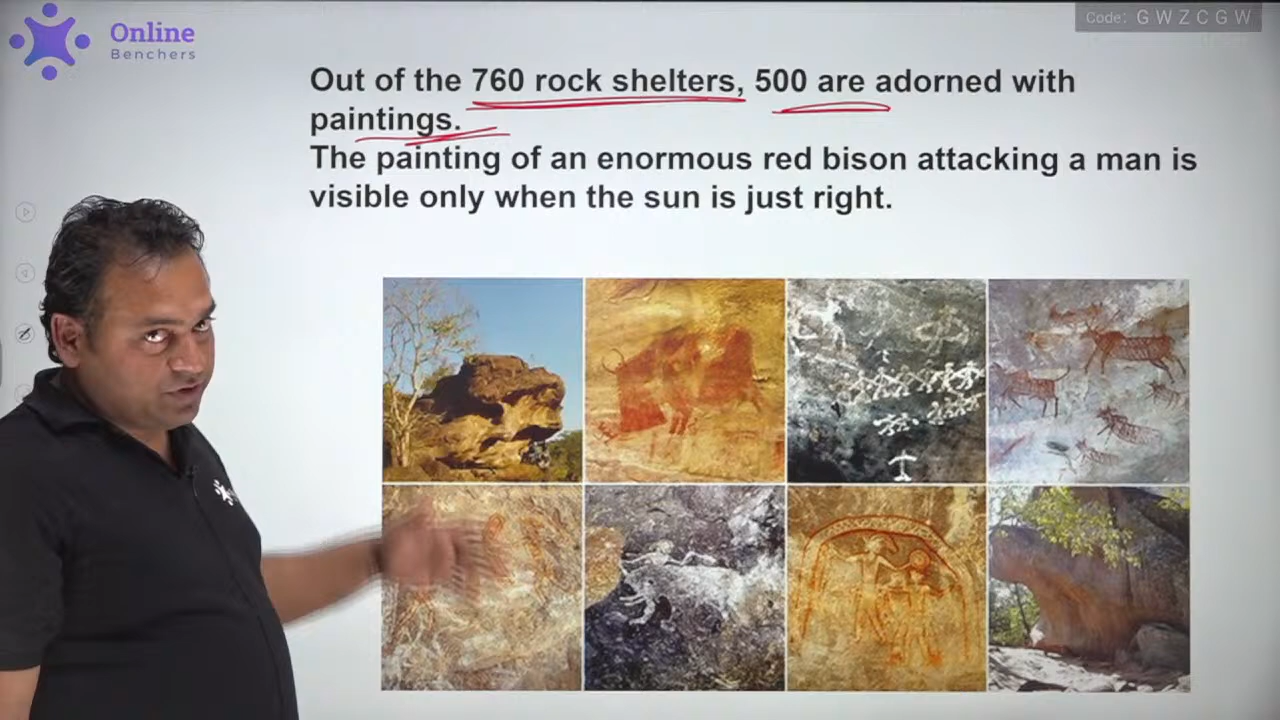 Online
Benchers
Code: G W Z C G W
Out of the 760 rock shelters, 500 are adorned with
paintings.
The painting of an enormous red bison attacking a man is
visible only when the sun is just right.